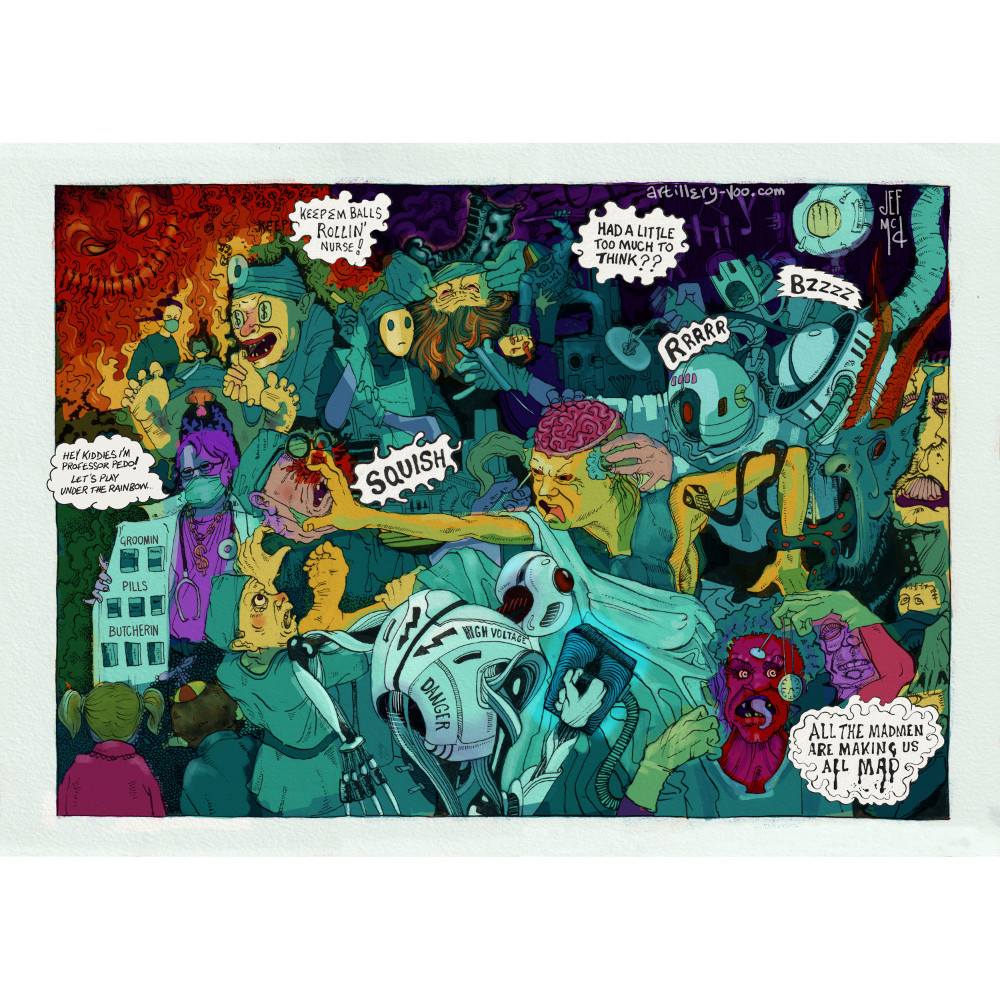 artillery-voo.com
JEF
McD
KEEP EM BALLS
ROLLIN'
NURSE!
HAD A LITTLE
TOO MUCH TO
THINK??
BZZZZ
RRRRR
HEY KIDDIES I'M
PROFESSOR PEDO!
LET'S PLAY
UNDER THE RAINBOW..
SQUISH
GROOMIN
PILLS
BUTCHERIN
HIGH VOLTAGE
DANGER
ALL THE MADMEN
ARE MAKING US
ALL MAD